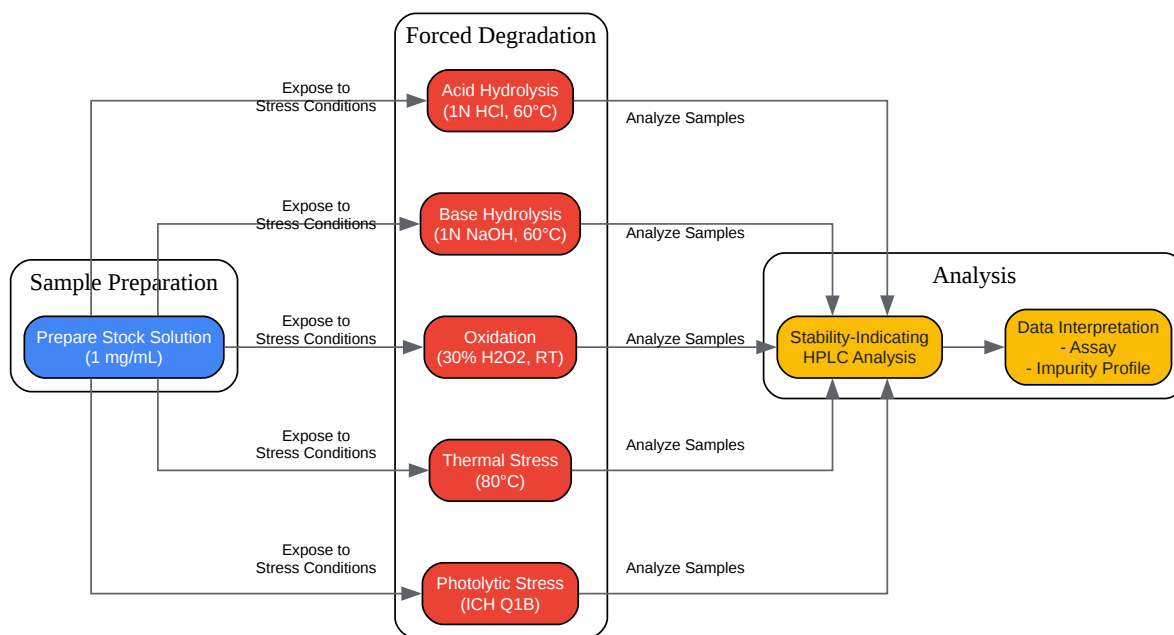 Forced Degradation
Expose to
Stress Conditions
Acid Hydrolysis
(1N HCl, 60°C)
Analyze Samples
Expose to
Stress Conditions
Base Hydrolysis
(1N NaOH, 60°C)
Analyze Samples
Sample Preparation
Prepare Stock Solution
(1 mg/mL)
Expose to
Stress Conditions
Oxidation
(30% H2O2, RT)
Analyze Samples
Analysis
Stability-Indicating
HPLC Analysis
Data Interpretation
- Assay
- Impurity Profile
Expose to
Stress Conditions
Thermal Stress
(80°C)
Analyze Samples
Expose to
Stress Conditions
Photolytic Stress
(ICH Q1B)
Analyze Samples